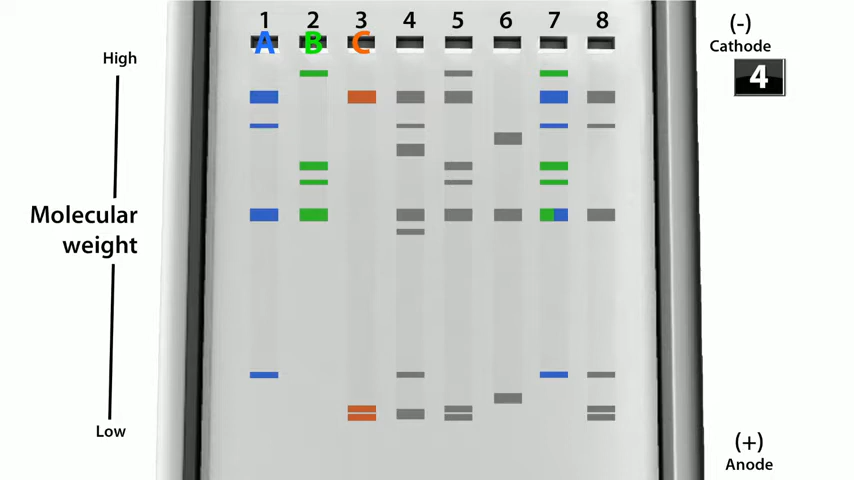 1 2 3 4 5 6 7 8
A B C
(-)
Cathode
4
High
Molecular
weight
Low
(+)
Anode